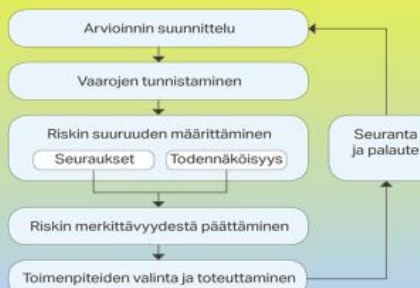 Arvioinnin suunnittelu
Vaarojen tunnistaminen
Riskin suuruuden määrittäminen
Seuraukset
Todennäköisyys
Seuranta
ja palaute
Riskin merkittävyydestä päättäminen
Toimenpiteiden valinta ja toteuttaminen